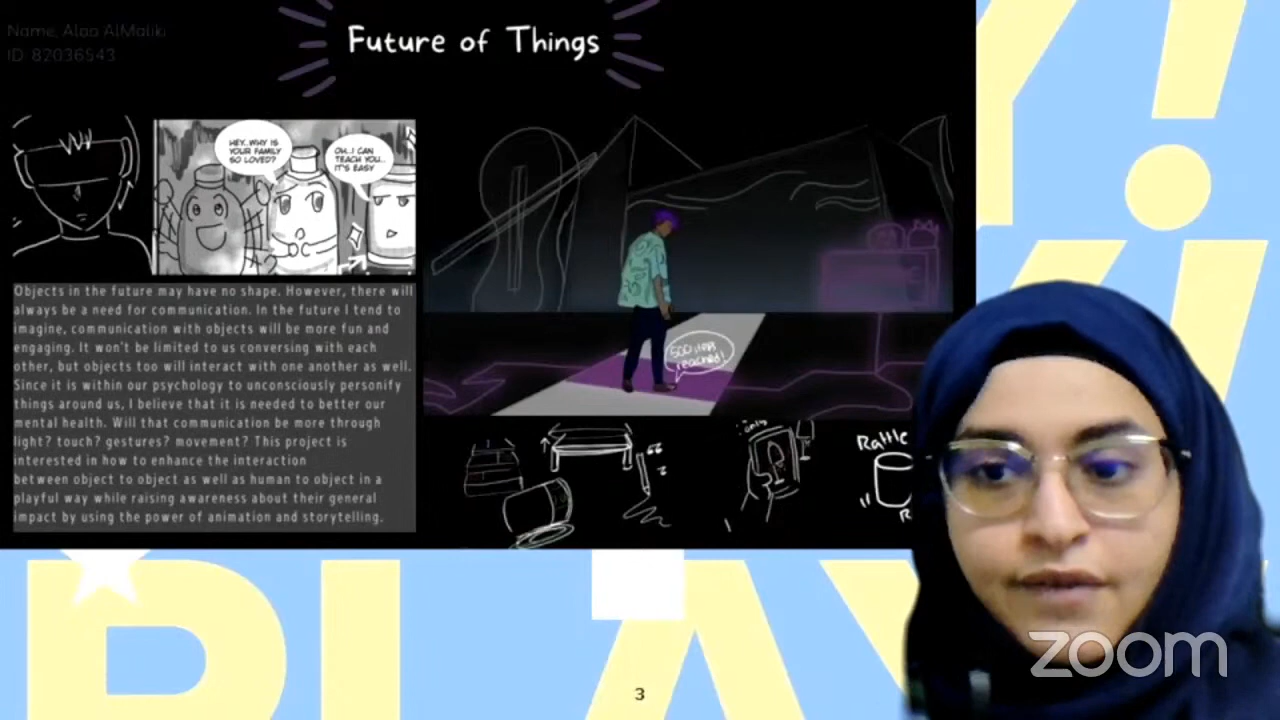 Name, Alaa AlMaliki
ID: 82036543
Future of Things
HEY..WHY IS
YOUR FAMILY
SO LOVED?
OH..I CAN
TEACH YOU..
IT'S EASY
Objects in the future may have no shape. However, there will
always be a need for communication. In the future I tend to
imagine, communication with objects will be more fun and
engaging. It won't be limited to us conversing with each
other, but objects too will interact with one another as well.
Since it is within our psychology to unconsciously personify
things around us, I believe that it is needed to better our
mental health. Will that communication be more through
light? touch? gestures? movement? This project is
interested in how to enhance the interaction
between object to object as well as human to object in a
playful way while raising awareness about their general
impact by using the power of animation and storytelling.
500
reached!
only
Rattle
Y!
PLAY
zoom
3